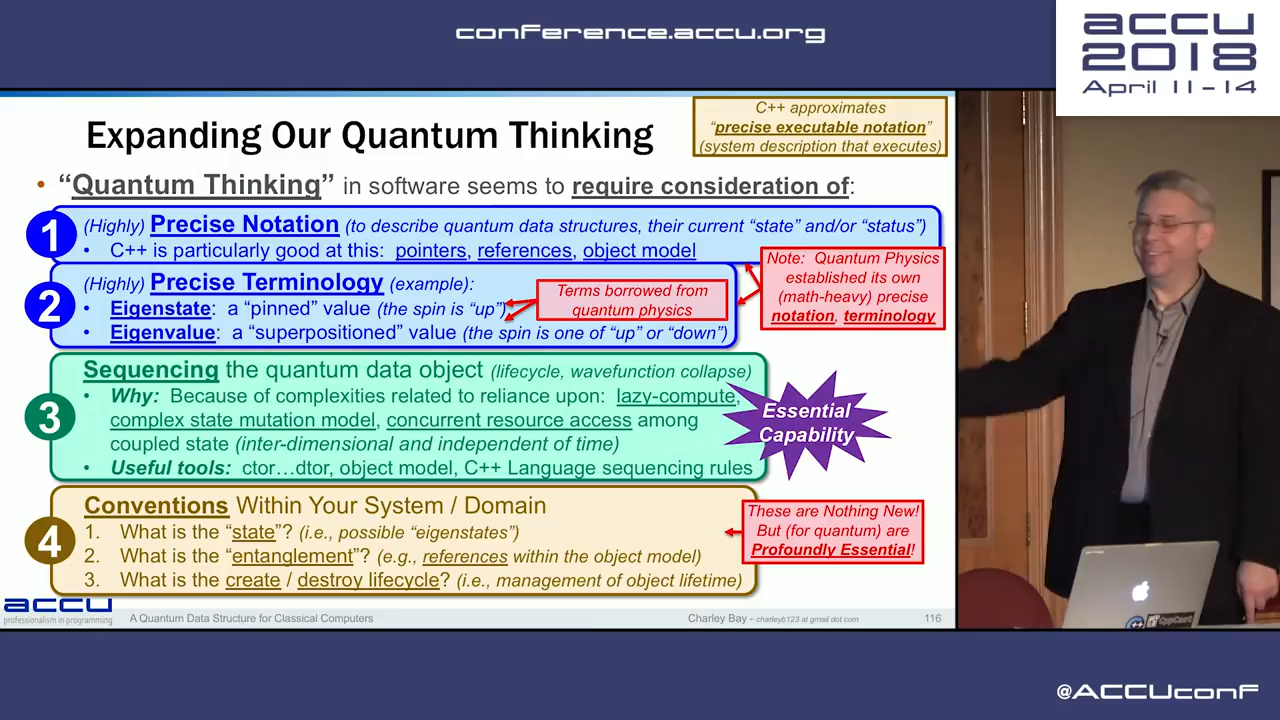 conference.accu.org
accu
2018
April 11-14
Expanding Our Quantum Thinking
C++ approximates
“precise executable notation”
(system description that executes)
• “Quantum Thinking” in software seems to require consideration of:
1
(Highly) Precise Notation (to describe quantum data structures, their current “state” and/or “status”)
• C++ is particularly good at this: pointers, references, object model
Note: Quantum Physics
established its own
(math-heavy) precise
notation, terminology
2
(Highly) Precise Terminology (example):
• Eigenstate: a “pinned” value (the spin is “up”)
• Eigenvalue: a “superpositioned” value (the spin is one of “up” or “down”)
Terms borrowed from
quantum physics
3
Sequencing the quantum data object (lifecycle, wavefunction collapse)
• Why: Because of complexities related to reliance upon: lazy-compute,
complex state mutation model, concurrent resource access among
coupled state (inter-dimensional and independent of time)
• Useful tools: ctor…dtor, object model, C++ Language sequencing rules
Essential
Capability
4
Conventions Within Your System / Domain
1. What is the “state”? (i.e., possible “eigenstates”)
2. What is the “entanglement”? (e.g., references within the object model)
3. What is the create / destroy lifecycle? (i.e., management of object lifetime)
These are Nothing New!
But (for quantum) are
Profoundly Essential!
accu
professionalism in programming
A Quantum Data Structure for Classical Computers
Charley Bay - charleyb123 at gmail dot com
116
CppCast
@ACCUconf